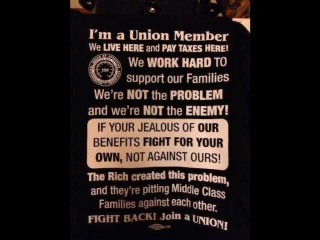 I'm a Union Member
We LIVE HERE and PAY TAXES HERE!
We WORK HARD TO
support our Families
We're NOT the PROBLEM
and we're NOT the ENEMY!
IF YOUR JEALOUS OF OUR
BENEFITS FIGHT FOR YOUR
OWN, NOT AGAINST OURS!
The Rich created this problem,
and they're pitting Middle Class
Families against each other.
FIGHT BACK! Join a UNION!